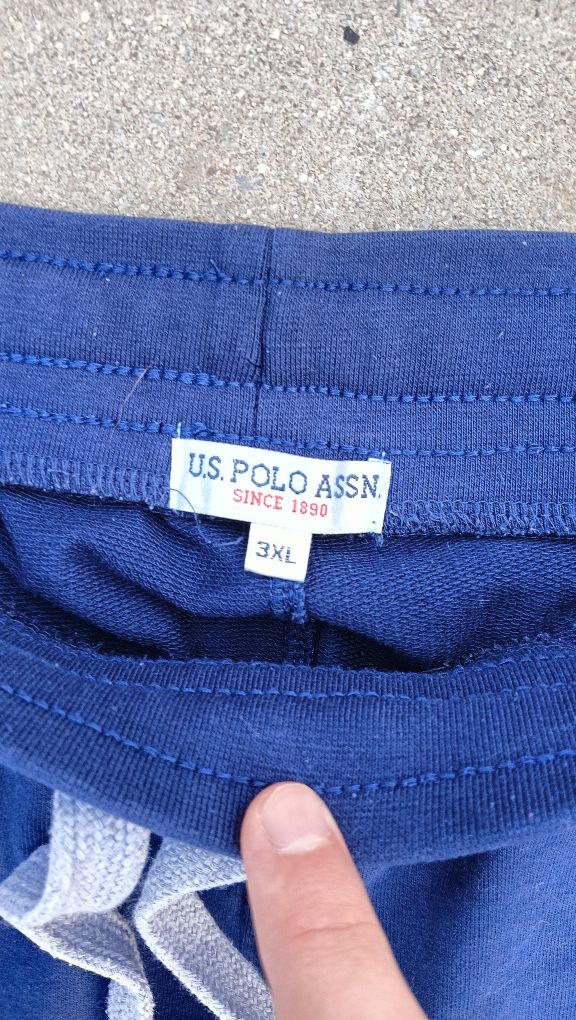 U.S. POLO ASSN.
SINCE 1890
3XL